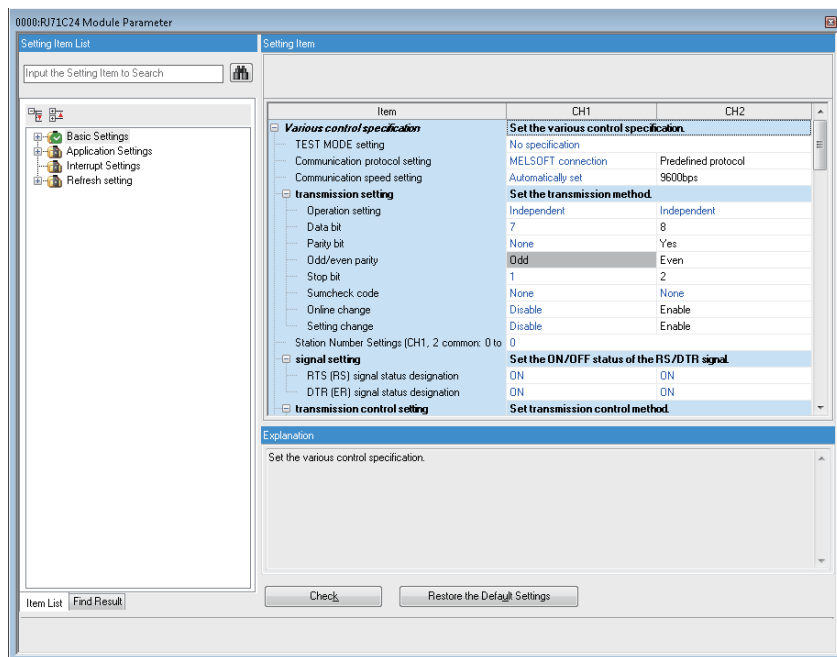 0000:RJ71C24 Module Parameter
Setting Item List
Input the Setting Item to Search
Basic Settings
Application Settings
Interrupt Settings
Refresh setting
Item List Find Result
Setting Item
Item CH1 CH2
Various control specification Set the various control specification.
TEST MODE setting No specification
Communication protocol setting MELSOFT connection Predefined protocol
Communication speed setting Automatically set 9600bps
transmission setting Set the transmission method.
Operation setting Independent Independent
Data bit 7 8
Parity bit None Yes
Odd/even parity Odd Even
Stop bit 1 2
Sumcheck code None None
Online change Disable Enable
Setting change Disable Enable
Station Number Settings (CH1, 2 common: 0 to 0
signal setting Set the ON/OFF status of the RS/DTR signal.
RTS (RS) signal status designation ON ON
DTR (ER) signal status designation ON ON
transmission control setting Set transmission control method.
Explanation
Set the various control specification.
Check Restore the Default Settings